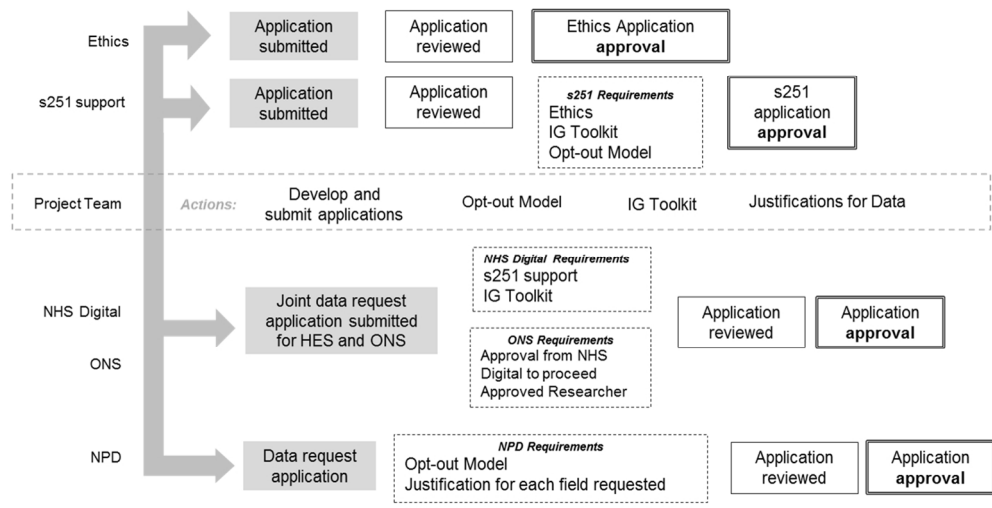 Ethics
Application
submitted
Application
reviewed
Ethics Application
approval
s251 support
Application
submitted
Application
reviewed
s251 Requirements
Ethics
IG Toolkit
Opt-out Model
s251
application
approval
Project Team
Actions:
Develop and
submit applications
Opt-out Model
IG Toolkit
Justifications for Data
NHS Digital
ONS
Joint data request
application submitted
for HES and ONS
NHS Digital Requirements
s251 support
IG Toolkit
ONS Requirements
Approval from NHS
Digital to proceed
Approved Researcher
Application
reviewed
Application
approval
NPD
Data request
application
NPD Requirements
Opt-out Model
Justification for each field requested
Application
reviewed
Application
approval